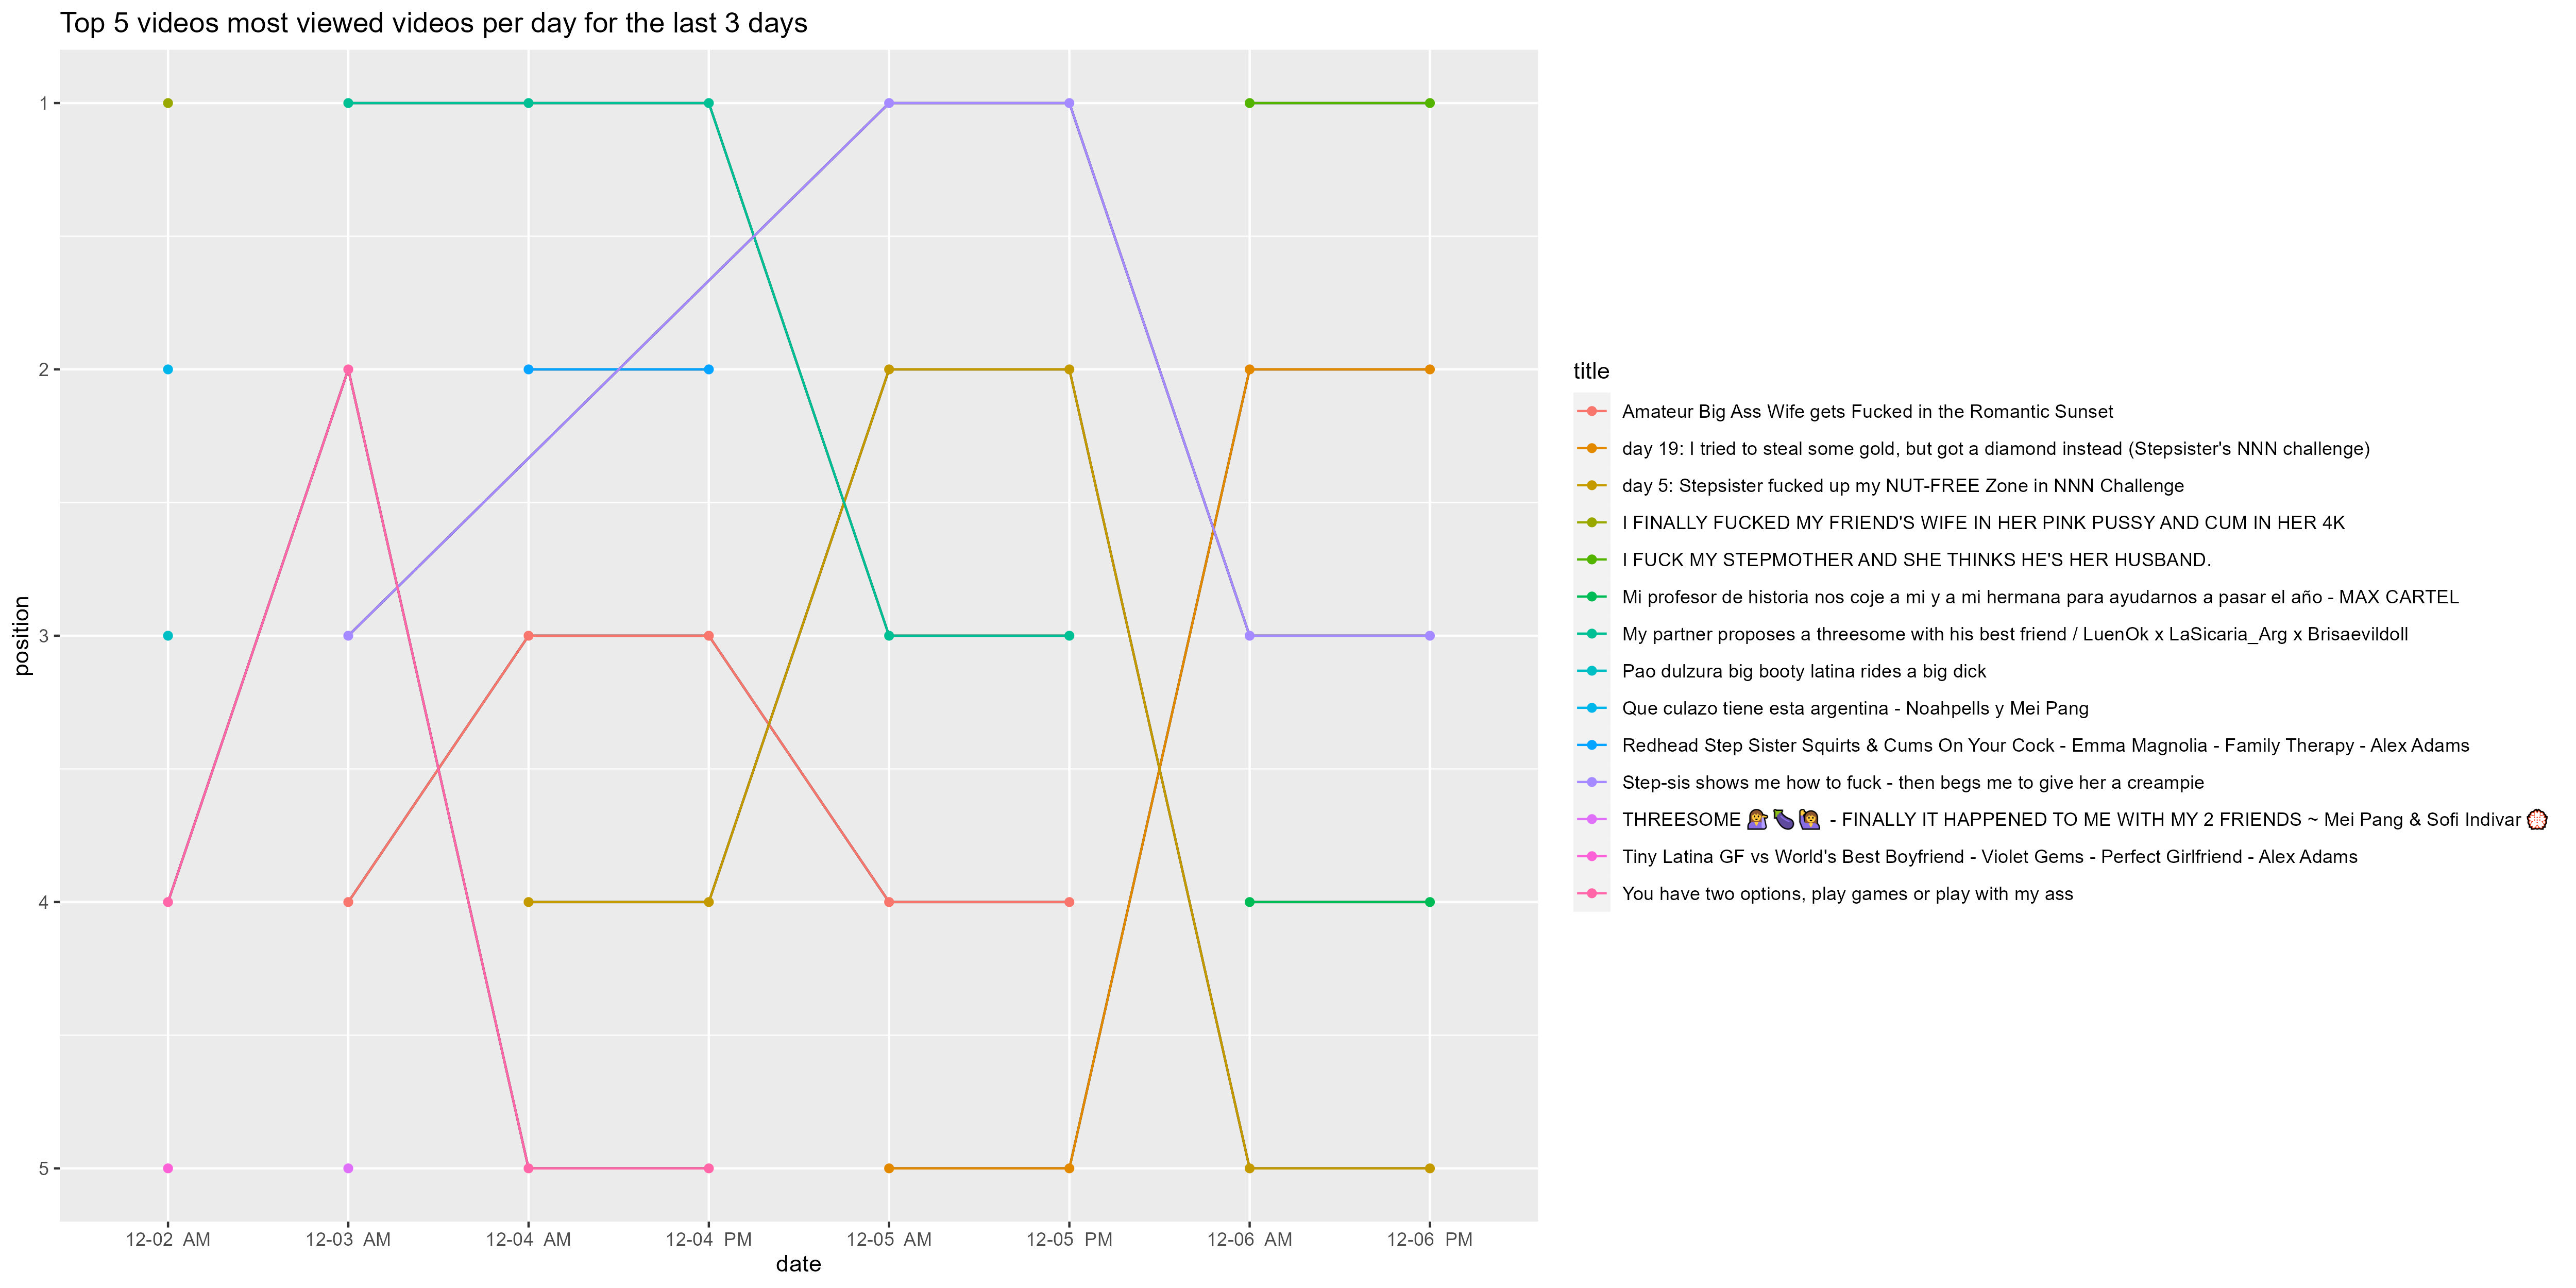 Top 5 videos most viewed videos per day for the last 3 days
position
1
2
3
4
5
12-02 AM
12-03 AM
12-04 AM
12-04 PM
12-05 AM
12-05 PM
12-06 AM
12-06 PM
date
title
Amateur Big Ass Wife gets Fucked in the Romantic Sunset
day 19: I tried to steal some gold, but got a diamond instead (Stepsister's NNN challenge)
day 5: Stepsister fucked up my NUT-FREE Zone in NNN Challenge
I FINALLY FUCKED MY FRIEND'S WIFE IN HER PINK PUSSY AND CUM IN HER 4K
I FUCK MY STEPMOTHER AND SHE THINKS HE'S HER HUSBAND.
Mi profesor de historia nos coje a mi y a mi hermana para ayudarnos a pasar el año - MAX CARTEL
My partner proposes a threesome with his best friend / LuenOk x LaSicaria_Arg x Brisaevildoll
Pao dulzura big booty latina rides a big dick
Que culazo tiene esta argentina - Noahpells y Mei Pang
Redhead Step Sister Squirts & Cums On Your Cock - Emma Magnolia - Family Therapy - Alex Adams
Step-sis shows me how to fuck - then begs me to give her a creampie
THREESOME 💁🍆🙋 - FINALLY IT HAPPENED TO ME WITH MY 2 FRIENDS ~ Mei Pang & Sofi Indivar 💮
Tiny Latina GF vs World's Best Boyfriend - Violet Gems - Perfect Girlfriend - Alex Adams
You have two options, play games or play with my ass